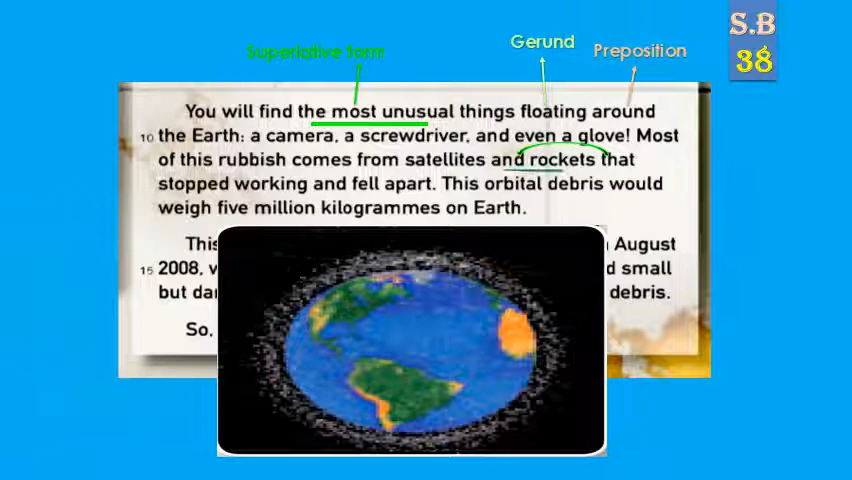 S.B
38
Superlative form
Gerund
Preposition
You will find the most unusual things floating around
10 the Earth: a camera, a screwdriver, and even a glove! Most
of this rubbish comes from satellites and rockets that
stopped working and fell apart. This orbital debris would
weigh five million kilogrammes on Earth.
This August
15 2008, d small
but debris.
So,